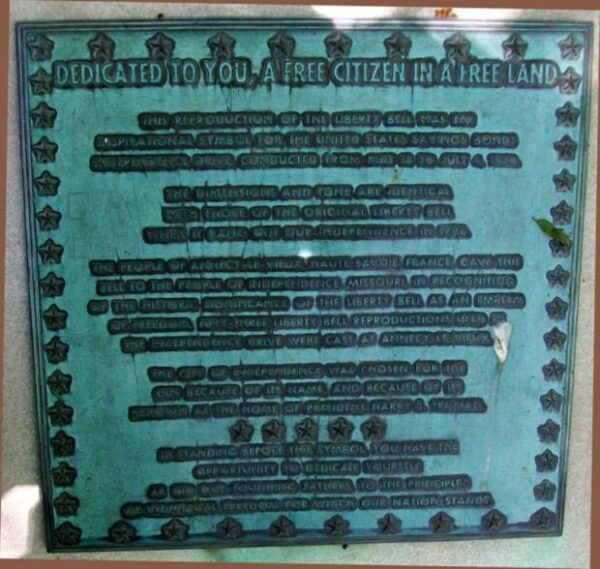 DEDICATED TO YOU, A FREE CITIZEN IN A FREE LAND
THIS REPRODUCTION OF THE LIBERTY BELL WAS THE
INSPIRATIONAL SYMBOL FOR THE UNITED STATES SAVINGS BONDS
INDEPENDENCE DRIVE CONDUCTED FROM MAY 15 TO JULY 4, 1950
THE DIMENSIONS AND TONE ARE IDENTICAL
WITH THOSE OF THE ORIGINAL LIBERTY BELL
WHEN IT RANG OUT OUR INDEPENDENCE IN 1776
THE PEOPLE OF ANNECY-LE-VIEUX, HAUTE SAVOIE, FRANCE, GAVE THIS
BELL TO THE PEOPLE OF INDEPENDENCE MISSOURI IN RECOGNITION
OF THE HISTORIC SIGNIFICANCE OF THE LIBERTY BELL AS AN EMBLEM
OF FREEDOM. FIFTY-THREE LIBERTY BELL REPRODUCTIONS USED IN
THE INDEPENDENCE DRIVE WERE CAST AT ANNECY-LE-VIEUX
THE CITY OF INDEPENDENCE WAS CHOSEN FOR THE
GIFT BECAUSE OF ITS NAME AND BECAUSE OF ITS
RENOWN AS THE HOME OF PRESIDENT HARRY S. TRUMAN
IN STANDING BEFORE THIS SYMBOL, YOU HAVE THE
OPPORTUNITY TO DEDICATE YOURSELF
AS DID OUR FOUNDING FATHERS TO THE PRINCIPLES
OF INDIVIDUAL FREEDOM FOR WHICH OUR NATION STANDS